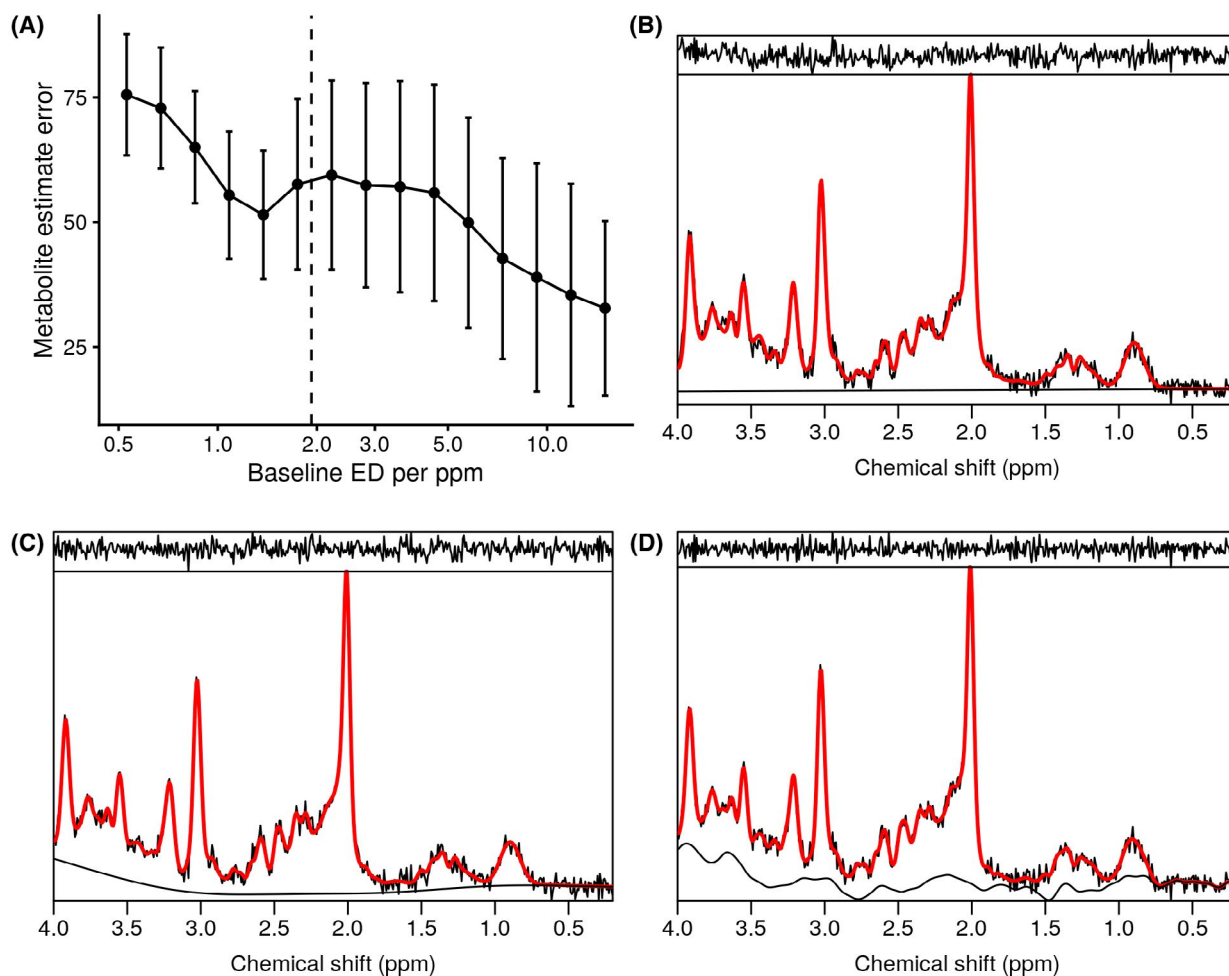 (A)
Metabolite estimate error
75
50
25
0.5 1.0 2.0 3.0 5.0 10.0
Baseline ED per ppm
(B)
4.0 3.5 3.0 2.5 2.0 1.5 1.0 0.5
Chemical shift (ppm)
(C)
4.0 3.5 3.0 2.5 2.0 1.5 1.0 0.5
Chemical shift (ppm)
(D)
4.0 3.5 3.0 2.5 2.0 1.5 1.0 0.5
Chemical shift (ppm)